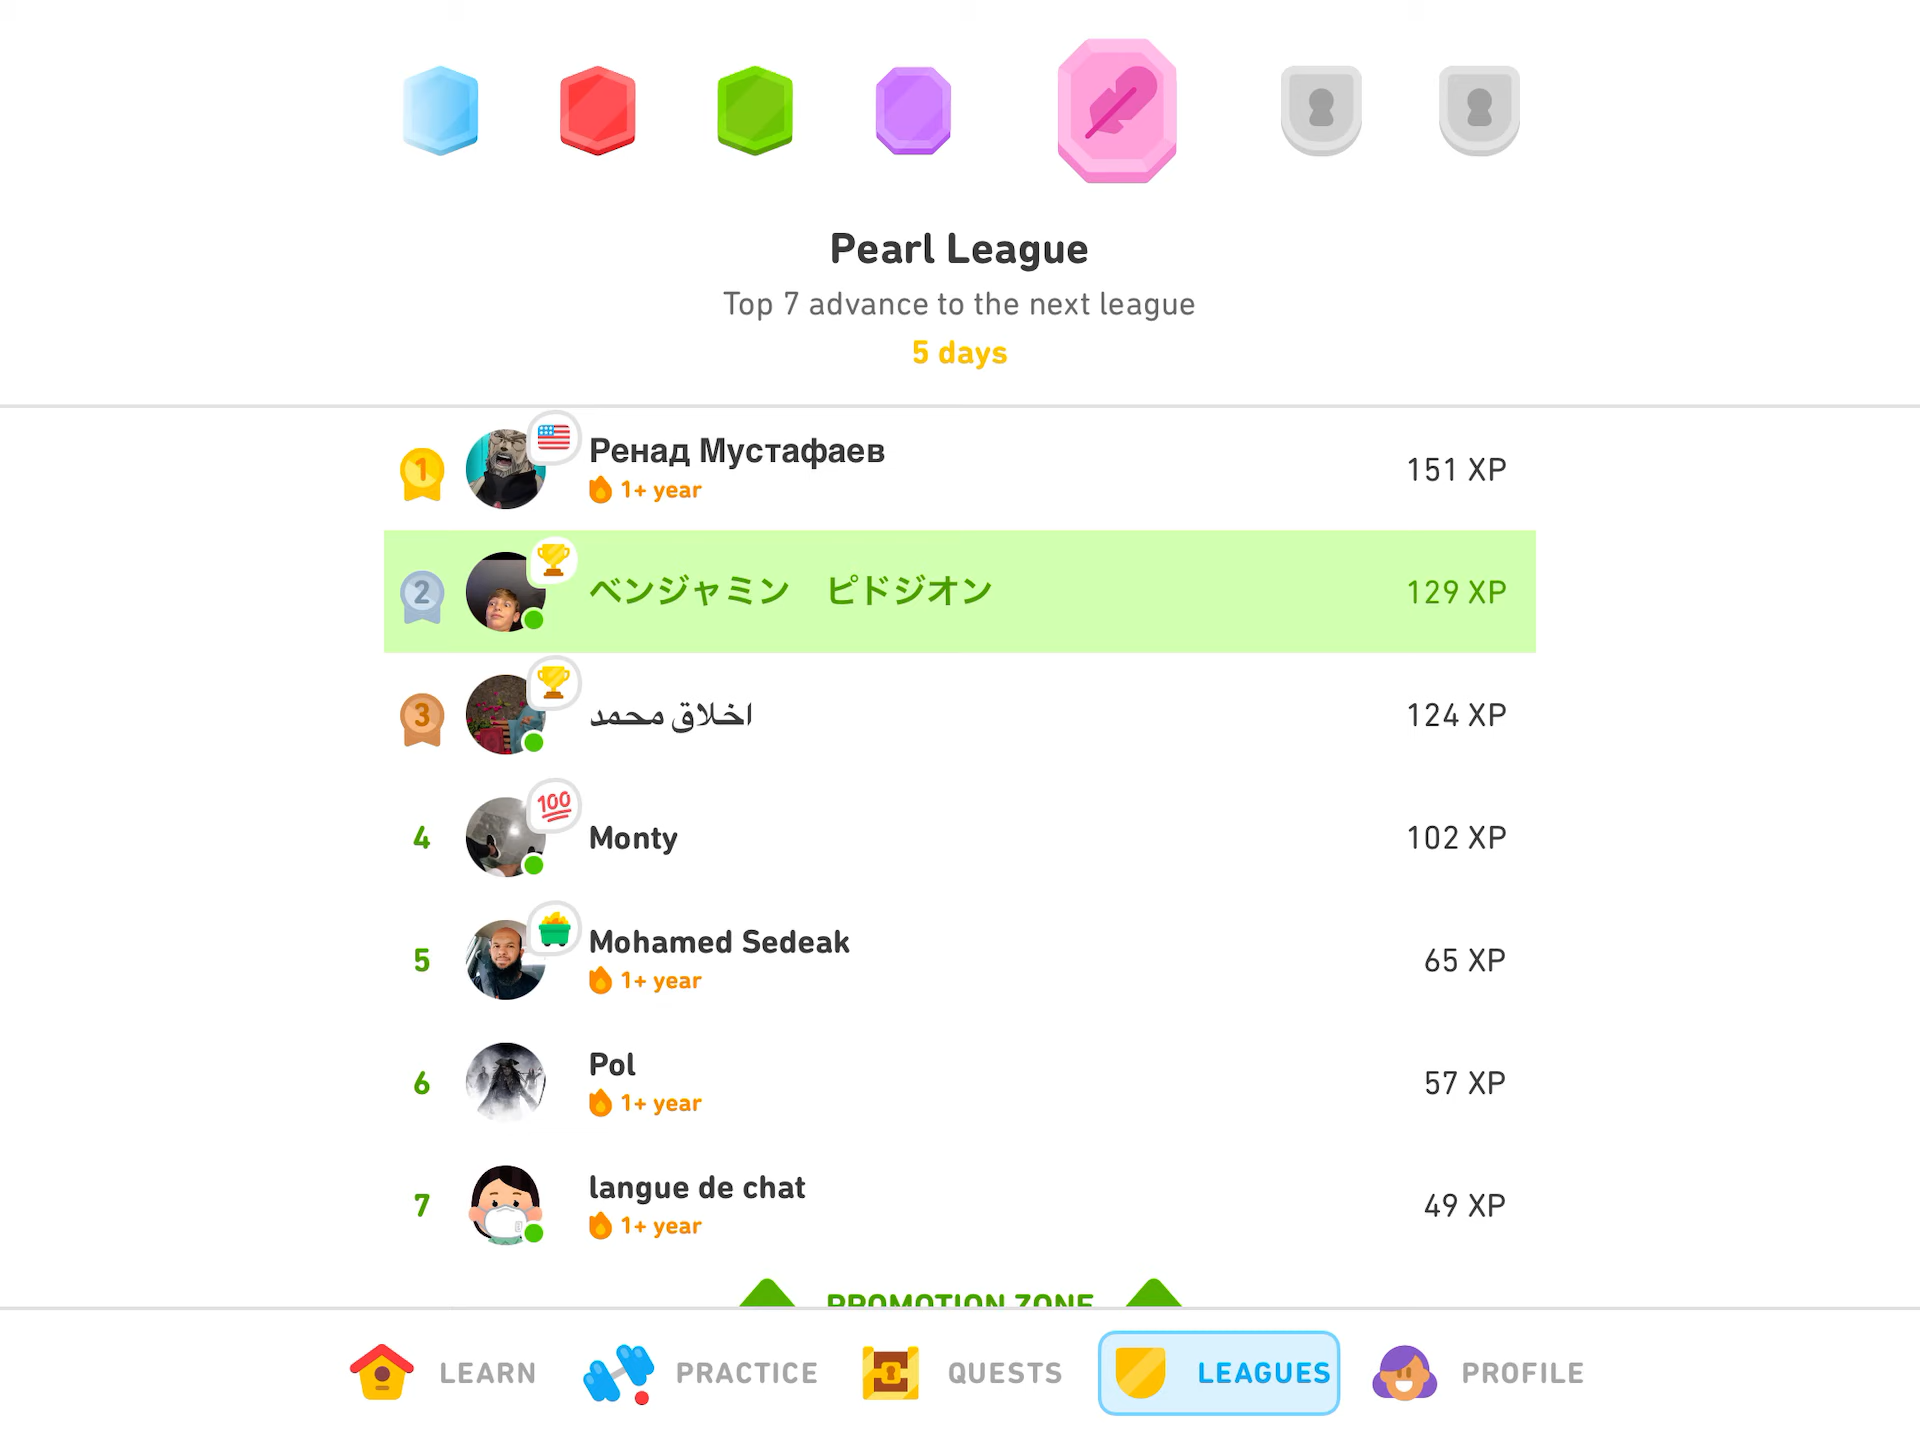 Pearl League
Top 7 advance to the next league
5 days
1
Ренад Мустафаев
1+ year
151 XP
2
ベンジャミン　ピドジオン
129 XP
3
اخلاق محمد
124 XP
4
100
Monty
102 XP
5
Mohamed Sedeak
1+ year
65 XP
6
Pol
1+ year
57 XP
7
langue de chat
1+ year
49 XP
PROMOTION ZONE
LEARN
PRACTICE
QUESTS
LEAGUES
PROFILE